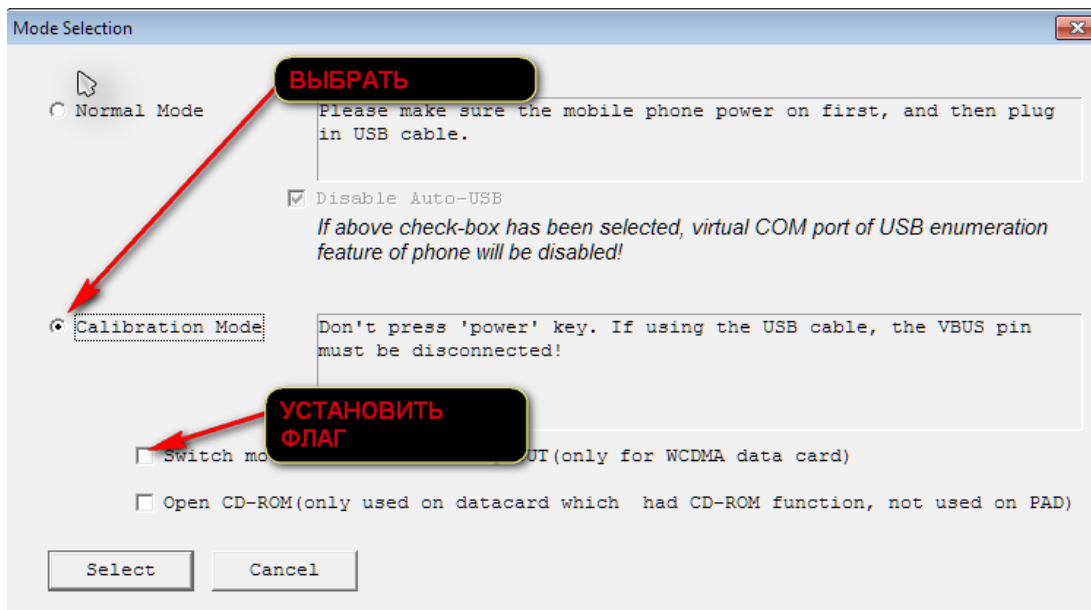 Mode Selection
ВЫБРАТЬ
Normal Mode
Please make sure the mobile phone power on first, and then plug
in USB cable.
Disable Auto-USB
If above check-box has been selected, virtual COM port of USB enumeration
feature of phone will be disabled!
Calibration Mode
Don't press 'power' key. If using the USB cable, the VBUS pin
must be disconnected!
УСТАНОВИТЬ
ФЛАГ
Switch UT(only for WCDMA data card)
Open CD-ROM(only used on datacard which had CD-ROM function, not used on PAD)
Select
Cancel